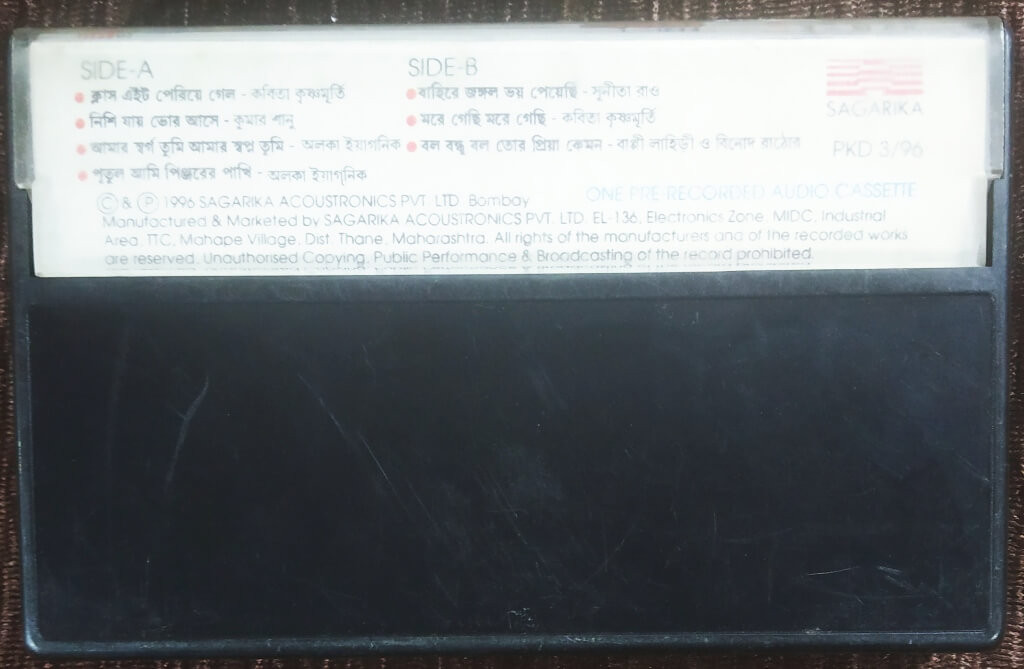 SIDE-A
ক্লাস এইট পেরিয়ে গেল - কবিতা কৃষ্ণমূর্তি
নিশি যায় ভোর আসে - কুমার শানু
আমার স্বর্গ তুমি আমার স্বপ্ন তুমি - অলকা ইয়াগনিক
পুতুল আমি পিঞ্জরের পাখি - অলকা ইয়াগনিক
SIDE-B
বাহিরে জঙ্গল ভয় পেয়েছি - সুনীতা রাও
মরে গেছি মরে গেছি - কবিতা কৃষ্ণমূর্তি
বল বন্ধু বল তোর প্রিয়া কেমন - বাপ্পী লাহিড়ী ও বিনোদ রাঠোর
SAGARIKA
PKD 3/96
ONE PRE-RECORDED AUDIO CASSETTE
© & ℗ 1996 SAGARIKA ACOUSTRONICS PVT. LTD. Bombay
Manufactured & Marketed by SAGARIKA ACOUSTRONICS PVT. LTD. EL-136, Electronics Zone, MIDC, Industrial
Area, TTC, Mahape Village, Dist. Thane, Maharashtra. All rights of the manufacturers and of the recorded works
are reserved. Unauthorised Copying, Public Performance & Broadcasting of the record prohibited.